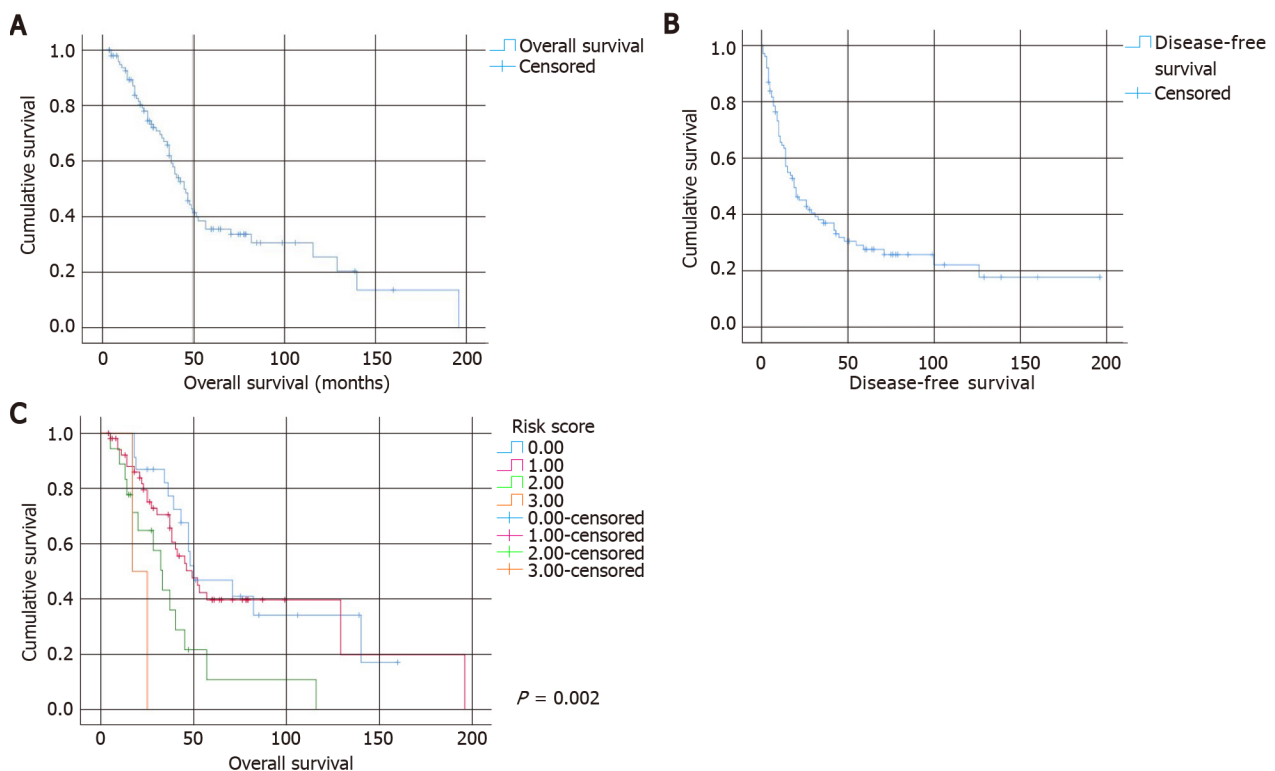 A
1.0
0.8
0.6
0.4
0.2
0.0
Cumulative survival
0 50 100 150 200
Overall survival (months)
Overall survival
Censored
B
1.0
0.8
0.6
0.4
0.2
0.0
Cumulative survival
0 50 100 150 200
Disease-free survival
Disease-free
survival
Censored
C
1.0
0.8
0.6
0.4
0.2
0.0
Cumulative survival
0 50 100 150 200
Overall survival
Risk score
0.00
1.00
2.00
3.00
0.00-censored
1.00-censored
2.00-censored
3.00-censored
P = 0.002